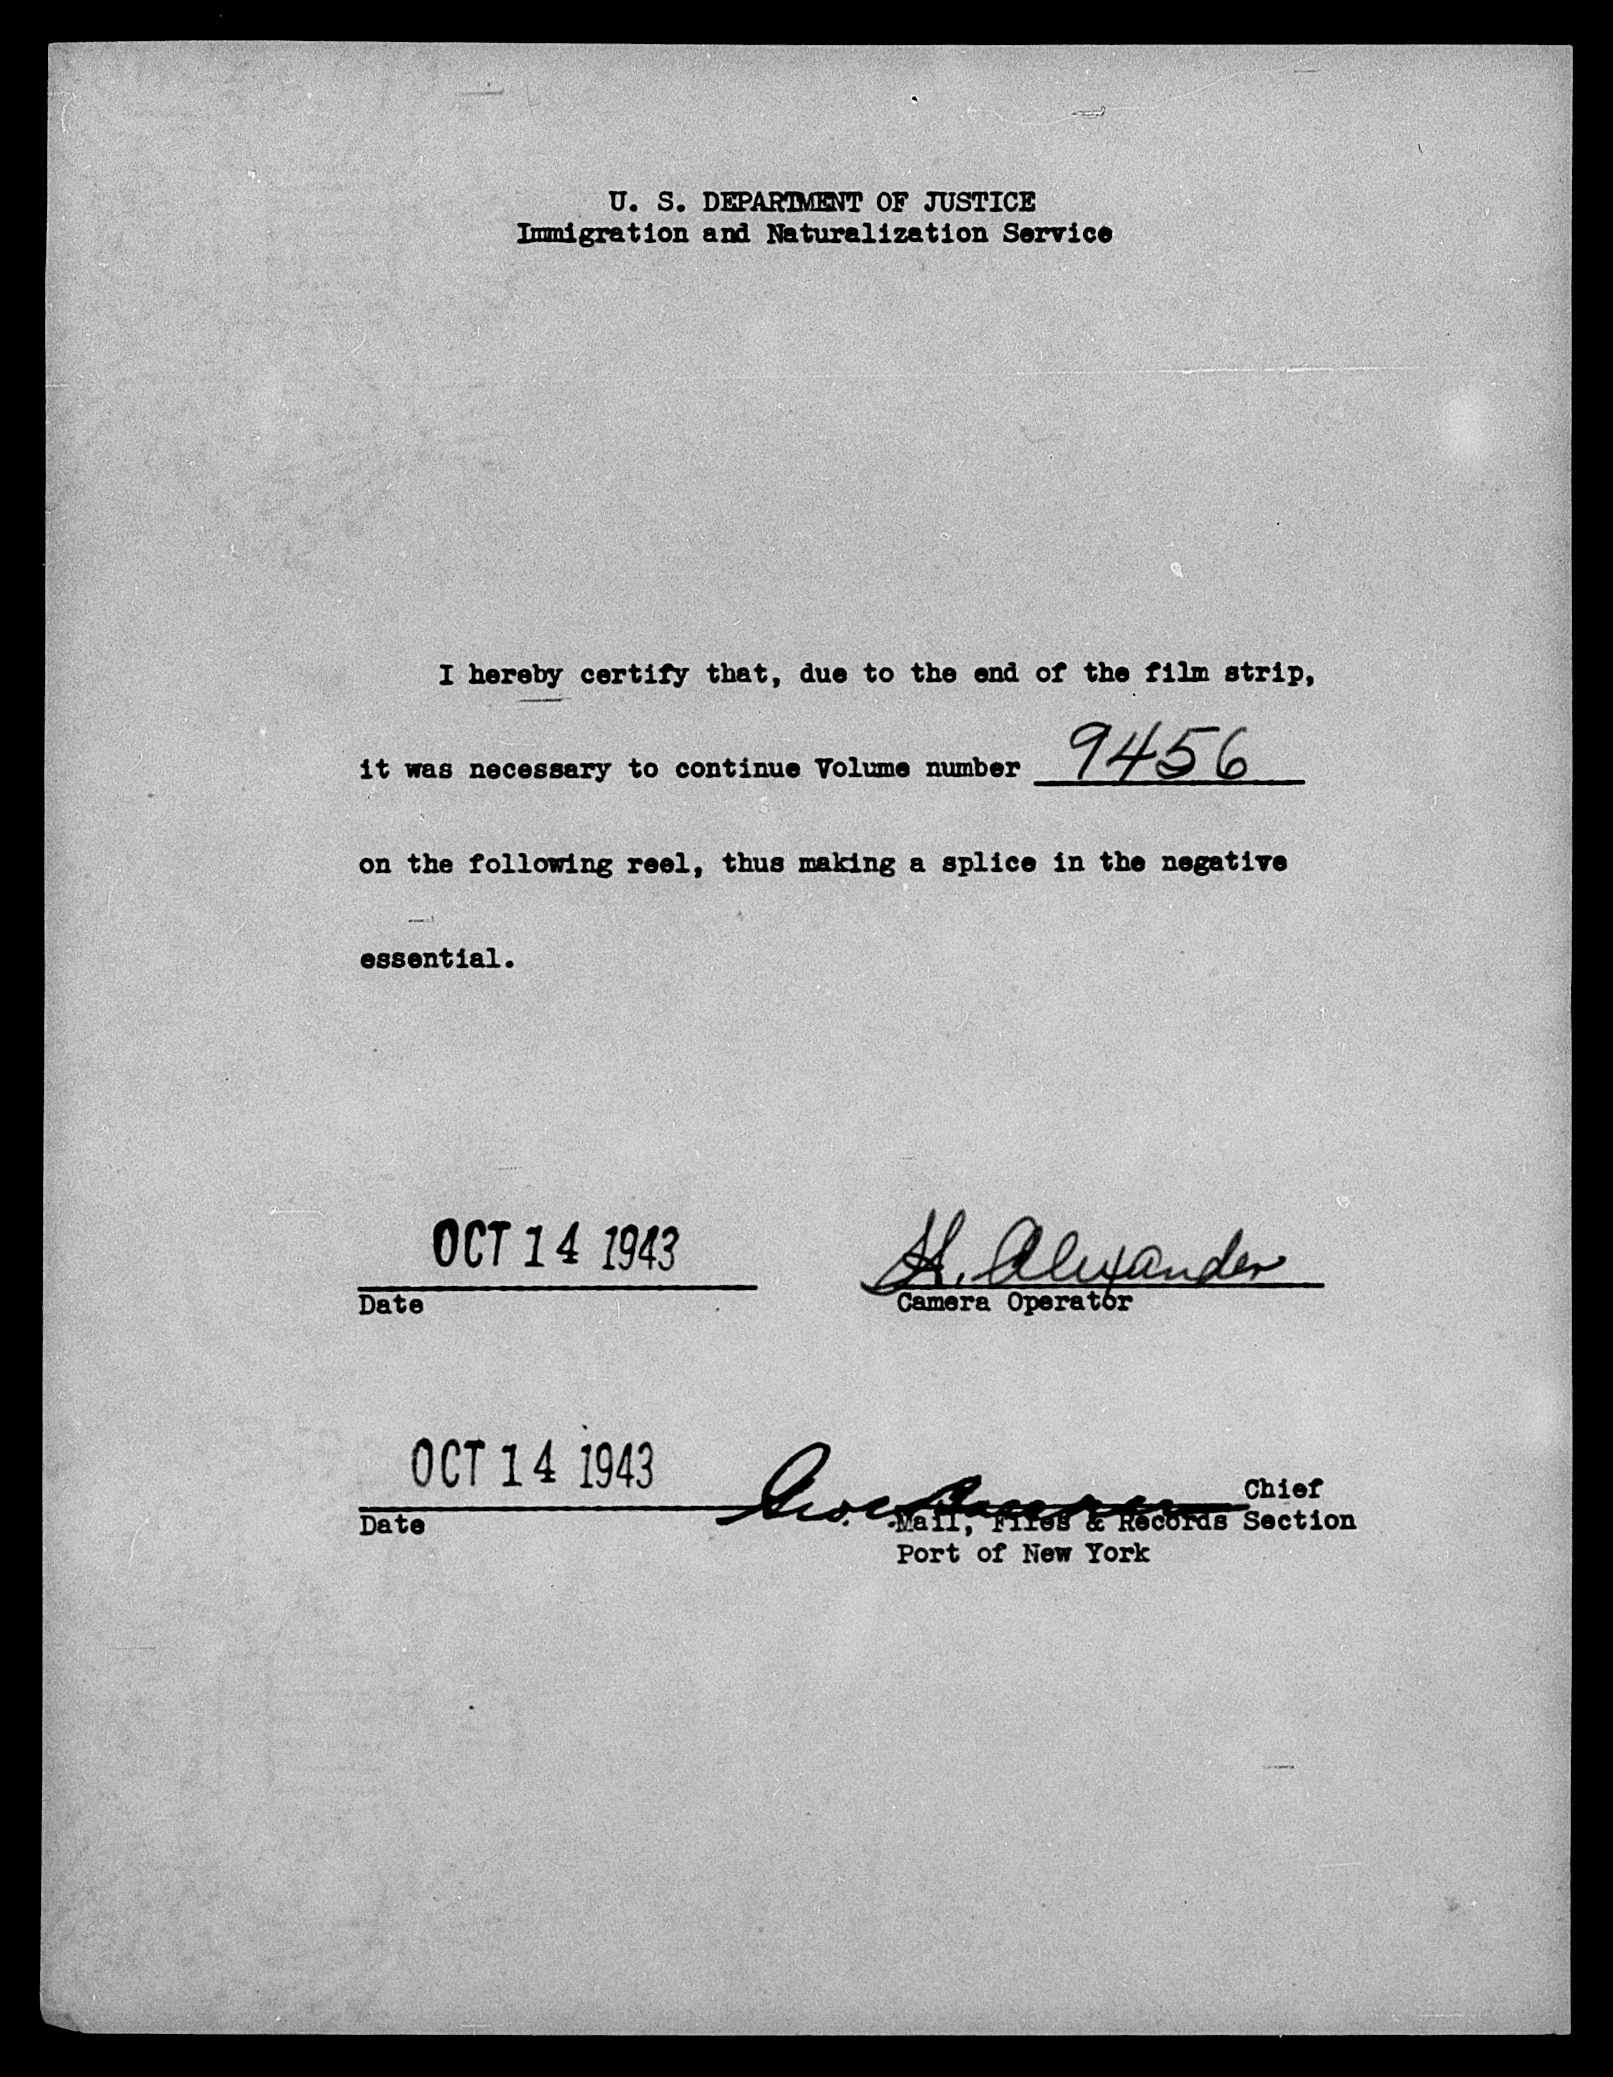 U. S. DEPARTMENT OF JUSTICE
Immigration and Naturalization Service
I hereby certify that, due to the end of the film strip,
it was necessary to continue Volume number 9456
on the following reel, thus making a splice in the negative
essential.
OCT 14 1943 H. Alexander
Date Camera Operator
OCT 14 1943 Chief
Date Mail, Files & Records Section
Port of New York